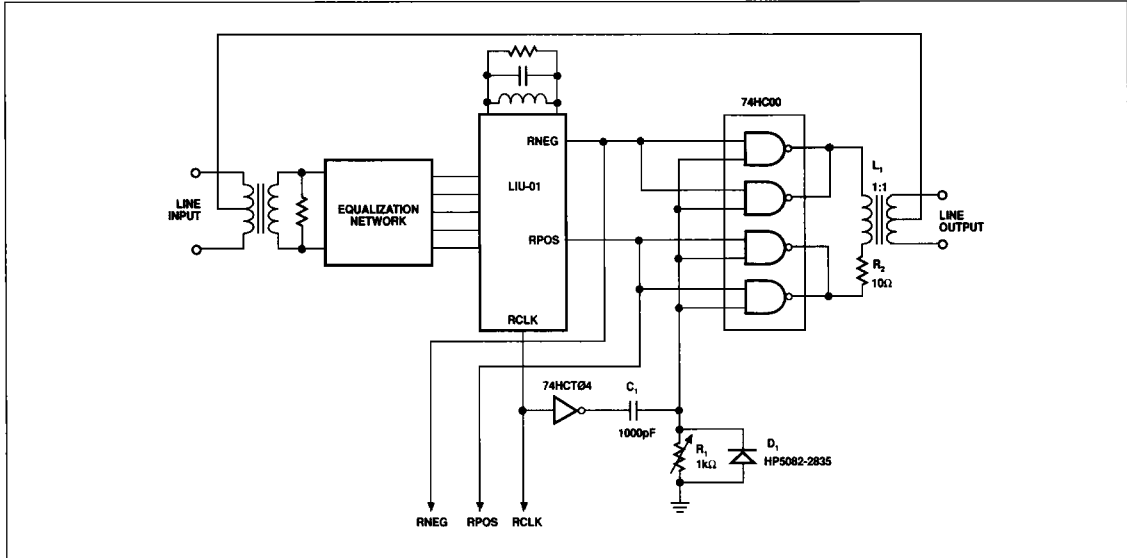 74HC00
RNEG
LIU-01
L1
1:1
LINE
INPUT
EQUALIZATION
NETWORK
LINE
OUTPUT
RPOS
R2
10Ω
RCLK
74HCTØ4
C1
1000pF
R1
1kΩ
D1
HP5082-2835
RNEG RPOS RCLK